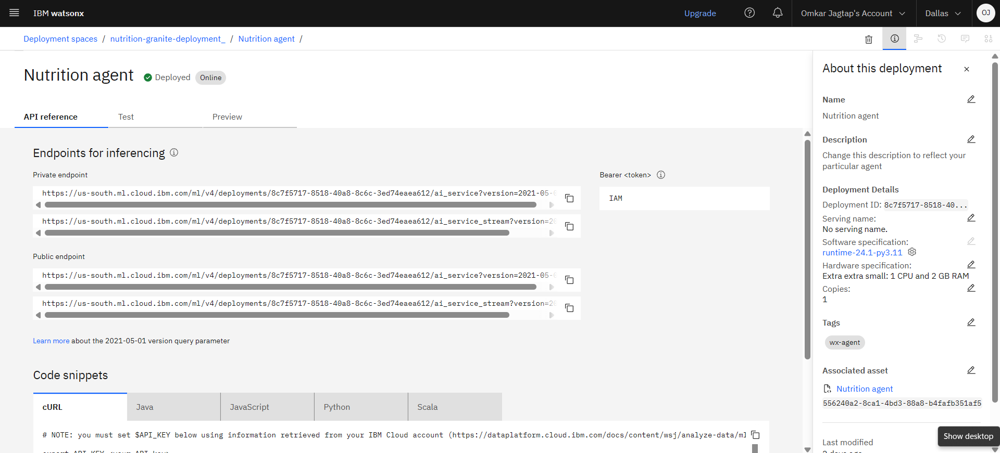 IBM watsonx
Upgrade
Omkar Jagtap's Account
Dallas
OJ
Deployment spaces / nutrition-granite-deployment_ / Nutrition agent /
Nutrition agent
Deployed
Online
API reference
Test
Preview
Endpoints for inferencing
Private endpoint
https://us-south.ml.cloud.ibm.com/ml/v4/deployments/8c7f5717-8518-40a8-8c6c-3ed74eaea612/ai_service?version=2021-05-0
https://us-south.ml.cloud.ibm.com/ml/v4/deployments/8c7f5717-8518-40a8-8c6c-3ed74eaea612/ai_service_stream?version=20
Public endpoint
https://us-south.ml.cloud.ibm.com/ml/v4/deployments/8c7f5717-8518-40a8-8c6c-3ed74eaea612/ai_service?version=2021-05-0
https://us-south.ml.cloud.ibm.com/ml/v4/deployments/8c7f5717-8518-40a8-8c6c-3ed74eaea612/ai_service_stream?version=20
Bearer <token>
IAM
Learn more about the 2021-05-01 version query parameter
Code snippets
cURL
Java
JavaScript
Python
Scala
# NOTE: you must set $API_KEY below using information retrieved from your IBM Cloud account (https://dataplatform.cloud.ibm.com/docs/content/wsj/analyze-data/ml
export API_KEY=<your API key>
About this deployment
Name
Nutrition agent
Description
Change this description to reflect your
particular agent
Deployment Details
Deployment ID: 8c7f5717-8518-40...
Serving name:
No serving name.
Software specification:
runtime-24.1-py3.11
Hardware specification:
Extra extra small: 1 CPU and 2 GB RAM
Copies:
1
Tags
wx-agent
Associated asset
Nutrition agent
556240a2-8ca1-4bd3-88a8-b4fafb351af5
Show desktop
Last modified
2 days ago